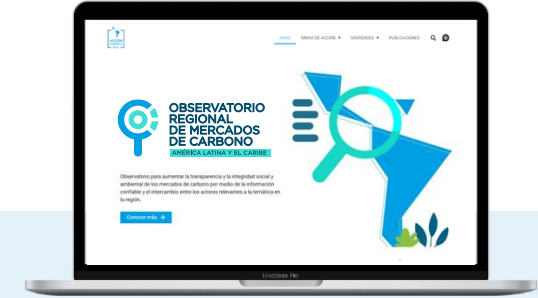 INICIO ÁREAS DE ACCIÓN NOVEDADES PUBLICACIONES
OBSERVATORIO
REGIONAL
DE MERCADOS
DE CARBONO
AMÉRICA LATINA Y EL CARIBE
Observatorio para aumentar la transparencia y la integridad social y
ambiental de los mercados de carbono por medio de la información
confiable y el intercambio entre los actores relevantes a la temática en
la región.
Conocer más →